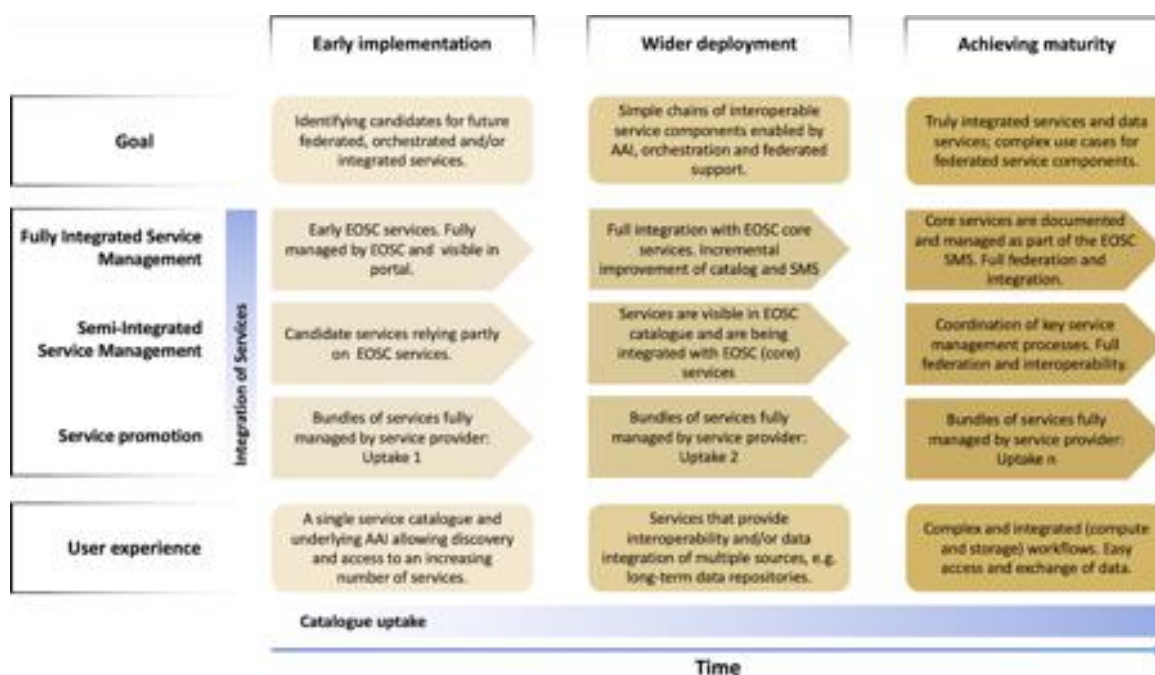 Early implementation
Wider deployment
Achieving maturity
Goal
Identifying candidates for future
federated, orchestrated and/or
integrated services.
Simple chains of interoperable
service components enabled by
AAI, orchestration and federated
support.
Truly integrated services and data
services; complex use cases for
federated service components.
Integration of Services
Fully Integrated Service
Management
Early EOSC services. Fully
managed by EOSC and visible in
portal.
Full integration with EOSC core
services. Incremental
improvement of catalog and SMS
Core services are documented
and managed as part of the EOSC
SMS. Full federation and
integration.
Semi-Integrated
Service Management
Candidate services relying partly
on EOSC services.
Services are visible in EOSC
catalogue and are being
integrated with EOSC (core)
services
Coordination of key service
management processes. Full
federation and interoperability.
Service promotion
Bundles of services fully
managed by service provider:
Uptake 1
Bundles of services fully
managed by service provider:
Uptake 2
Bundles of services fully
managed by service provider:
Uptake n
User experience
A single service catalogue and
underlying AAI allowing discovery
and access to an increasing
number of services.
Services that provide
interoperability and/or data
integration of multiple sources, e.g.
long-term data repositories.
Complex and integrated (compute
and storage) workflows. Easy
access and exchange of data.
Catalogue uptake
Time